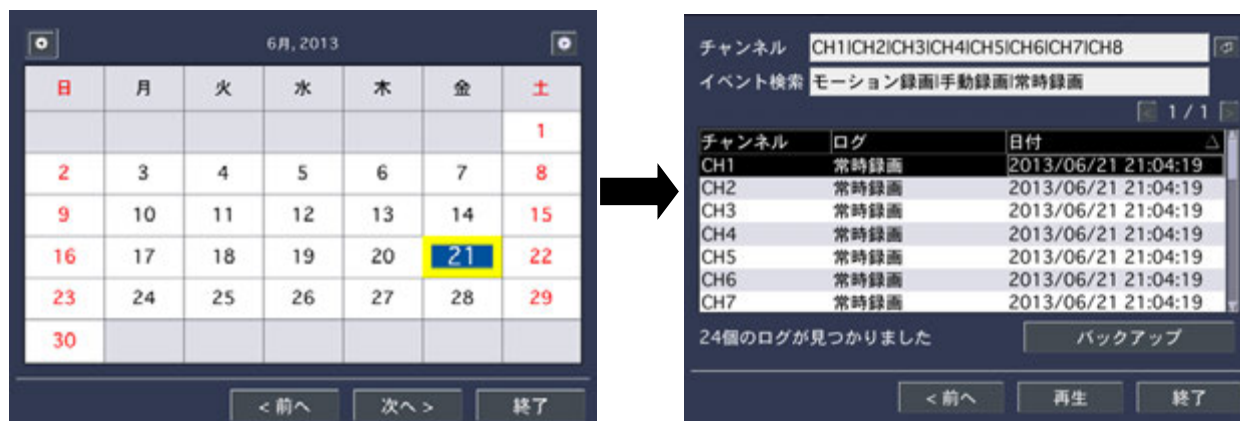 6月, 2013
日 月 火 水 木 金 土
1
2 3 4 5 6 7 8
9 10 11 12 13 14 15
16 17 18 19 20 21 22
23 24 25 26 27 28 29
30
< 前へ 次へ > 終了
チャンネル CH1|CH2|CH3|CH4|CH5|CH6|CH7|CH8
イベント検索 モーション録画|手動録画|常時録画
1 / 1
チャンネル ログ 日付
CH1 常時録画 2013/06/21 21:04:19
CH2 常時録画 2013/06/21 21:04:19
CH3 常時録画 2013/06/21 21:04:19
CH4 常時録画 2013/06/21 21:04:19
CH5 常時録画 2013/06/21 21:04:19
CH6 常時録画 2013/06/21 21:04:19
CH7 常時録画 2013/06/21 21:04:19
24個のログが見つかりました バックアップ
< 前へ 再生 終了